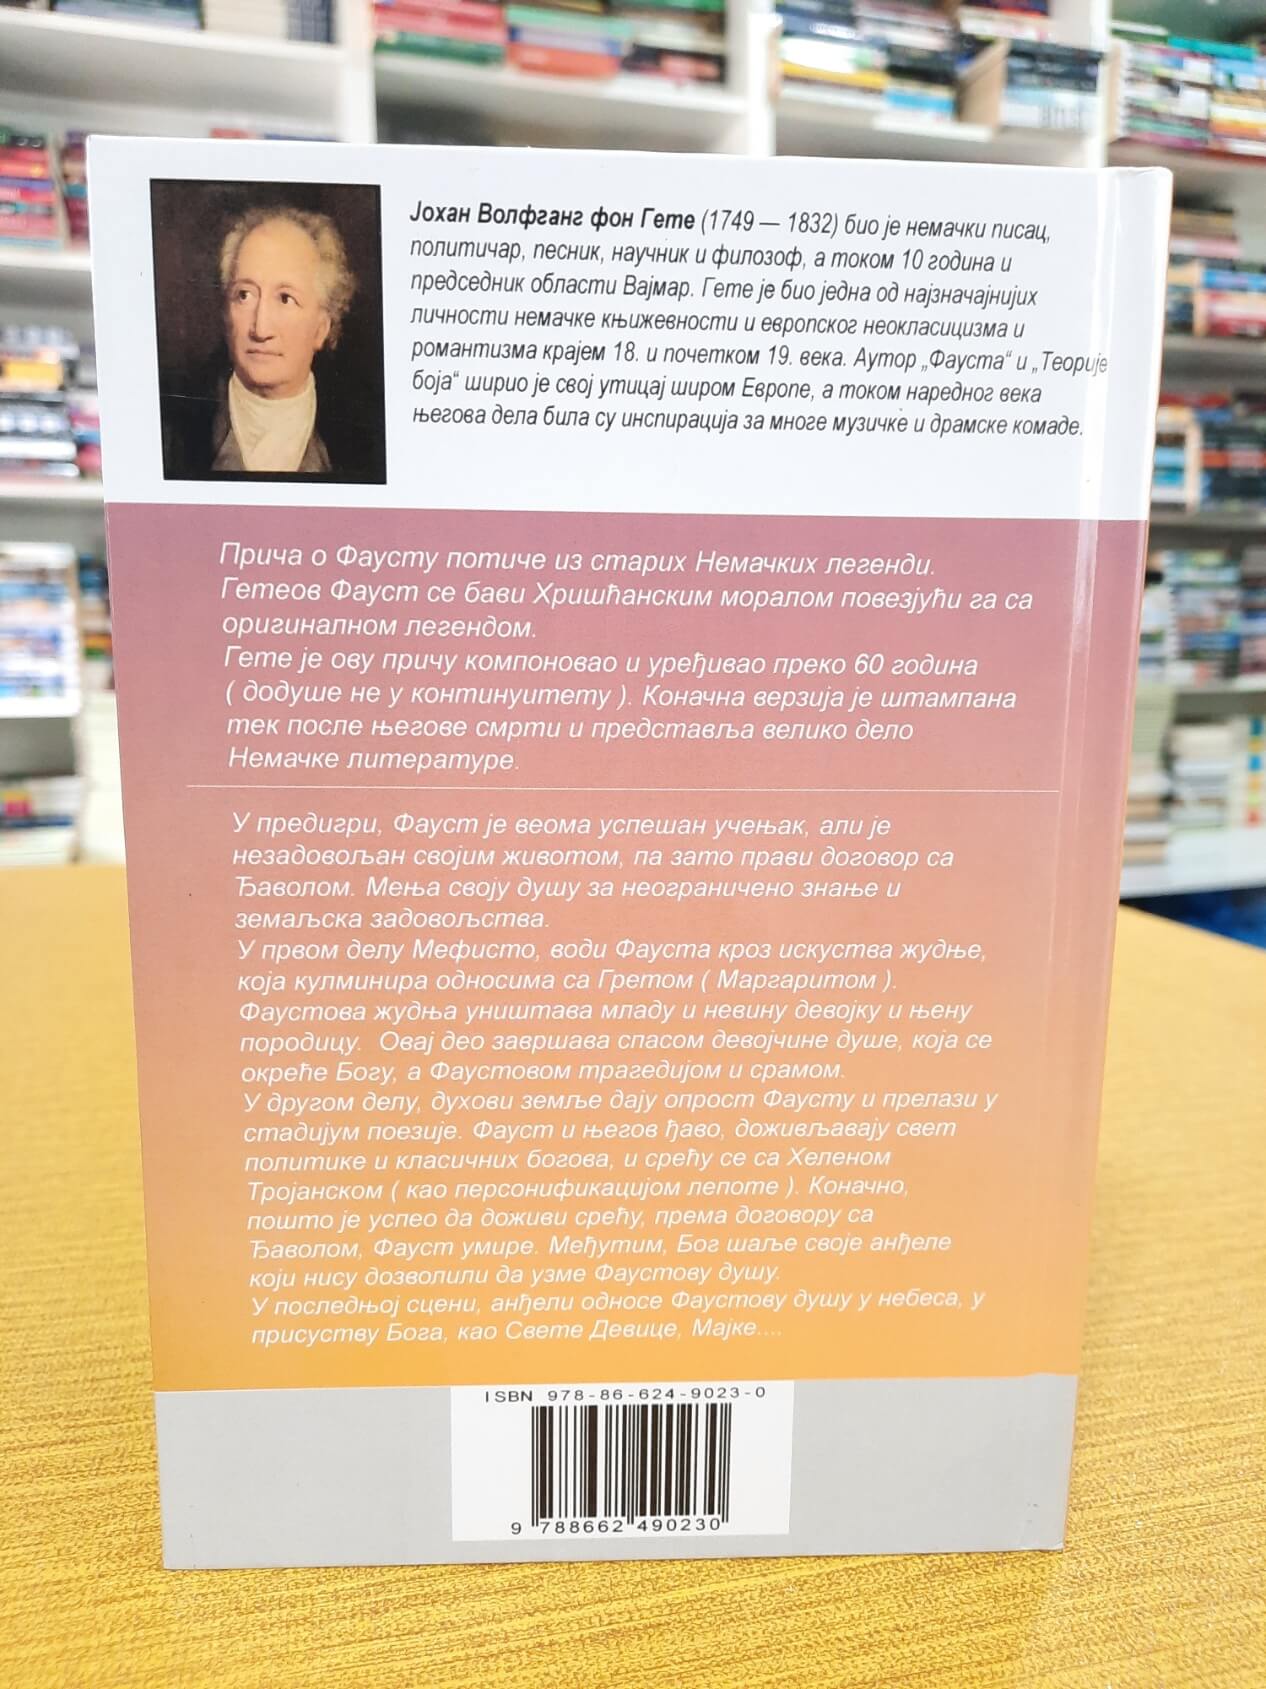 Јохан Волфганг фон Гете (1749 — 1832) био је немачки писац,
политичар, песник, научник и филозоф, а током 10 година и
председник области Вајмар. Гете је био једна од најзначајнијих
личности немачке књижевности и европског неокласицизма и
романтизма крајем 18. и почетком 19. века. Аутор „Фауста“ и „Теорије
боја“ ширио је свој утицај широм Европе, а током наредног века
његова дела била су инспирација за многе музичке и драмске комаде.
Прича о Фаусту потиче из старих Немачких легенди.
Гетеов Фауст се бави Хришћанским моралом повезјући га са
оригиналном легендом.
Гете је ову причу компоновао и уређивао преко 60 година
( додуше не у континуитету ). Коначна верзија је штампана
тек после његове смрти и представља велико дело
Немачке литературе.
У предигри, Фауст је веома успешан учењак, али је
незадовољан својим животом, па зато прави договор са
Ђаволом. Мења своју душу за неограничено знање и
земаљска задовољства.
У првом делу Мефисто, води Фауста кроз искуства жудње,
која кулминира односима са Гретом ( Маргаритом ).
Фаустова жудња уништава младу и невину девојку и њену
породицу. Овај део завршава спасом девојчине душе, која се
окреће Богу, а Фаустовом трагедијом и срамом.
У другом делу, духови земље дају опрост Фаусту и прелази у
стадијум поезије. Фауст и његов ђаво, доживљавају свет
политике и класичних богова, и срећу се са Хеленом
Тројанском ( као персонификацијом лепоте ). Коначно,
пошто је успео да доживи срећу, према договору са
Ђаволом, Фауст умире. Међутим, Бог шаље своје анђеле
који нису дозволили да узме Фаустову душу.
У последњој сцени, анђели односе Фаустову душу у небеса, у
присуству Бога, као Свете Девице, Мајке....
ISBN 978-86-624-9023-0
9 788662 490230